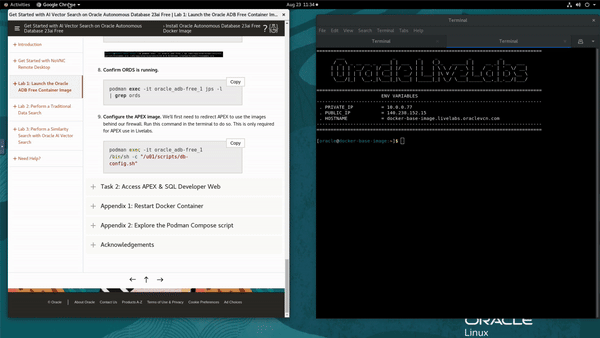 Activities
Google Chrome
Aug 23 11:34
Get Started with AI Vector Search on Oracle Autonomous Database 23ai Free | Lab 1: Launch the Oracle ADB Free Container Im...
Get Started with AI Vector Search on Oracle Autonomous Database 23ai Free
- Install Oracle Autonomous Database 23ai Free Docker Image
Introduction
Get Started with NoVNC Remote Desktop
Lab 1: Launch the Oracle ADB Free Container Image
Lab 2: Perform a Traditional Data Search
Lab 3: Perform a Similarity Search with Oracle AI Vector
Need Help?
8. Confirm ORDS is running.
Copy
podman exec -it oracle_adb-free_1 jps -l
| grep ords
9. Configure the APEX image. We'll first need to redirect APEX to use the images
behind our firewall. Run this command in the terminal to do so. This is only required
for APEX use in Livelabs.
Copy
podman exec -it oracle_adb-free_1
/bin/sh -c "/u01/scripts/db-
config.sh"
Task 2: Access APEX & SQL Developer Web
Appendix 1: Restart Docker Container
Appendix 2: Explore the Podman Compose script
Acknowledgements
© Oracle
About Oracle
Contact Us
Products A-Z
Terms of Use & Privacy
Cookie Preferences
Ad Choices
Terminal
File Edit View Search Terminal Tabs Help
Terminal
Terminal
OracleLiveLabs
ENV VARIABLES
. PRIVATE IP = 10.0.0.77
. PUBLIC IP = 140.238.152.15
. HOSTNAME = docker-base-image.livelabs.oraclevcn.com
[oracle@docker-base-image:~]$
ORACLE
Linux